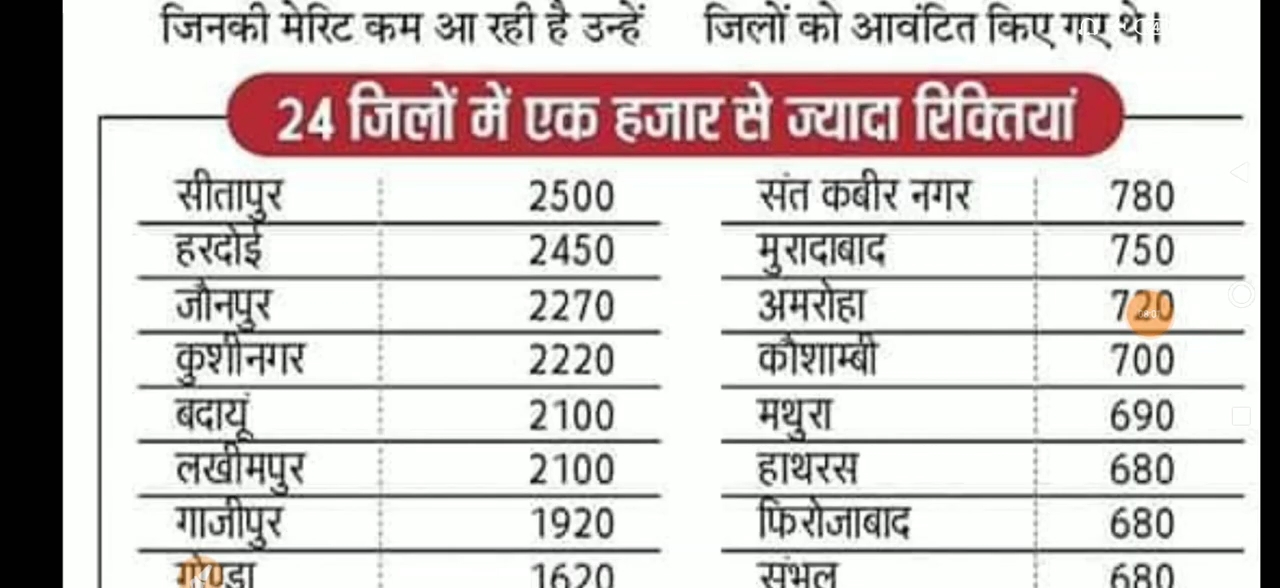 जिनकी मेरिट कम आ रही है उन्हें जिलों को आवंटित किए गए थे।
24 जिलों में एक हजार से ज्यादा रिक्तियां
सीतापुर 2500 संत कबीर नगर 780
हरदोई 2450 मुरादाबाद 750
जौनपुर 2270 अमरोहा 720
कुशीनगर 2220 कौशाम्बी 700
बदायूं 2100 मथुरा 690
लखीमपुर 2100 हाथरस 680
गाजीपुर 1920 फिरोजाबाद 680
गोण्डा 1620 संभल 680